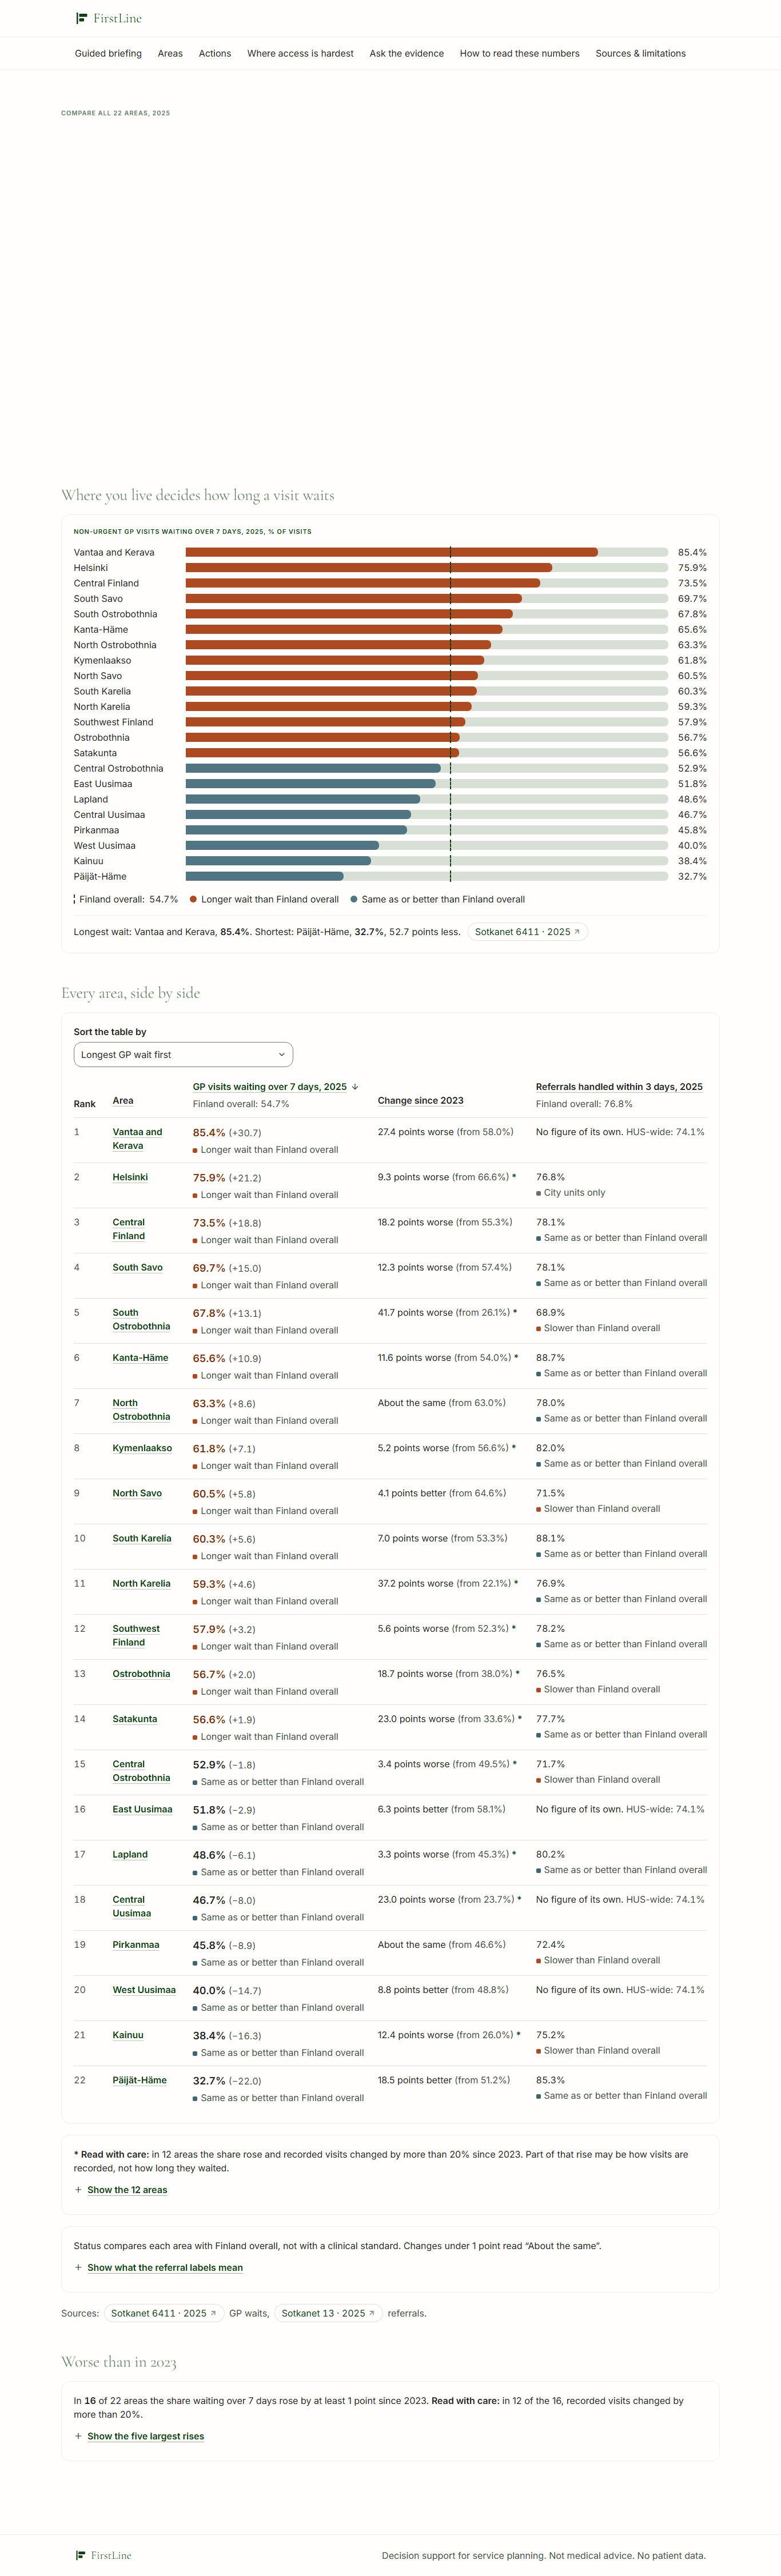 FirstLine
Guided briefing Areas Actions Where access is hardest Ask the evidence How to read these numbers Sources & limitations
COMPARE ALL 22 AREAS, 2025
Where you live decides how long a visit waits
NON-URGENT GP VISITS WAITING OVER 7 DAYS, 2025, % OF VISITS
Vantaa and Kerava 85.4%
Helsinki 75.9%
Central Finland 73.5%
South Savo 69.7%
South Ostrobothnia 67.8%
Kanta-Häme 65.6%
North Ostrobothnia 63.3%
Kymenlaakso 61.8%
North Savo 60.5%
South Karelia 60.3%
North Karelia 59.3%
Southwest Finland 57.9%
Ostrobothnia 56.7%
Satakunta 56.6%
Central Ostrobothnia 52.9%
East Uusimaa 51.8%
Lapland 48.6%
Central Uusimaa 46.7%
Pirkanmaa 45.8%
West Uusimaa 40.0%
Kainuu 38.4%
Päijät-Häme 32.7%
Finland overall: 54.7% Longer wait than Finland overall Same as or better than Finland overall
Longest wait: Vantaa and Kerava, 85.4%. Shortest: Päijät-Häme, 32.7%, 52.7 points less. Sotkanet 6411 · 2025 ↗
Every area, side by side
Sort the table by
Longest GP wait first
Rank Area GP visits waiting over 7 days, 2025 ↓ Change since 2023 Referrals handled within 3 days, 2025
Finland overall: 54.7% Finland overall: 76.8%
1 Vantaa and Kerava 85.4% (+30.7) 27.4 points worse (from 58.0%) No figure of its own. HUS-wide: 74.1%
Longer wait than Finland overall
2 Helsinki 75.9% (+21.2) 9.3 points worse (from 66.6%) * 76.8%
Longer wait than Finland overall City units only
3 Central Finland 73.5% (+18.8) 18.2 points worse (from 55.3%) 78.1%
Longer wait than Finland overall Same as or better than Finland overall
4 South Savo 69.7% (+15.0) 12.3 points worse (from 57.4%) 78.1%
Longer wait than Finland overall Same as or better than Finland overall
5 South Ostrobothnia 67.8% (+13.1) 41.7 points worse (from 26.1%) * 68.9%
Longer wait than Finland overall Slower than Finland overall
6 Kanta-Häme 65.6% (+10.9) 11.6 points worse (from 54.0%) * 88.7%
Longer wait than Finland overall Same as or better than Finland overall
7 North Ostrobothnia 63.3% (+8.6) About the same (from 63.0%) 78.0%
Longer wait than Finland overall Same as or better than Finland overall
8 Kymenlaakso 61.8% (+7.1) 5.2 points worse (from 56.6%) * 82.0%
Longer wait than Finland overall Same as or better than Finland overall
9 North Savo 60.5% (+5.8) 4.1 points better (from 64.6%) 71.5%
Longer wait than Finland overall Slower than Finland overall
10 South Karelia 60.3% (+5.6) 7.0 points worse (from 53.3%) 88.1%
Longer wait than Finland overall Same as or better than Finland overall
11 North Karelia 59.3% (+4.6) 37.2 points worse (from 22.1%) * 76.9%
Longer wait than Finland overall Same as or better than Finland overall
12 Southwest Finland 57.9% (+3.2) 5.6 points worse (from 52.3%) * 78.2%
Longer wait than Finland overall Same as or better than Finland overall
13 Ostrobothnia 56.7% (+2.0) 18.7 points worse (from 38.0%) * 76.5%
Longer wait than Finland overall Slower than Finland overall
14 Satakunta 56.6% (+1.9) 23.0 points worse (from 33.6%) * 77.7%
Longer wait than Finland overall Same as or better than Finland overall
15 Central Ostrobothnia 52.9% (−1.8) 3.4 points worse (from 49.5%) * 71.7%
Same as or better than Finland overall Slower than Finland overall
16 East Uusimaa 51.8% (−2.9) 6.3 points better (from 58.1%) No figure of its own. HUS-wide: 74.1%
Same as or better than Finland overall
17 Lapland 48.6% (−6.1) 3.3 points worse (from 45.3%) * 80.2%
Same as or better than Finland overall Same as or better than Finland overall
18 Central Uusimaa 46.7% (−8.0) 23.0 points worse (from 23.7%) * No figure of its own. HUS-wide: 74.1%
Same as or better than Finland overall
19 Pirkanmaa 45.8% (−8.9) About the same (from 46.6%) 72.4%
Same as or better than Finland overall Slower than Finland overall
20 West Uusimaa 40.0% (−14.7) 8.8 points better (from 48.8%) No figure of its own. HUS-wide: 74.1%
Same as or better than Finland overall
21 Kainuu 38.4% (−16.3) 12.4 points worse (from 26.0%) * 75.2%
Same as or better than Finland overall Slower than Finland overall
22 Päijät-Häme 32.7% (−22.0) 18.5 points better (from 51.2%) 85.3%
Same as or better than Finland overall Same as or better than Finland overall
* Read with care: in 12 areas the share rose and recorded visits changed by more than 20% since 2023. Part of that rise may be how visits are
recorded, not how long they waited.
+ Show the 12 areas
Status compares each area with Finland overall, not with a clinical standard. Changes under 1 point read “About the same”.
+ Show what the referral labels mean
Sources: Sotkanet 6411 · 2025 ↗ GP waits, Sotkanet 13 · 2025 ↗ referrals.
Worse than in 2023
In 16 of 22 areas the share waiting over 7 days rose by at least 1 point since 2023. Read with care: in 12 of the 16, recorded visits changed by
more than 20%.
+ Show the five largest rises
FirstLine Decision support for service planning. Not medical advice. No patient data.